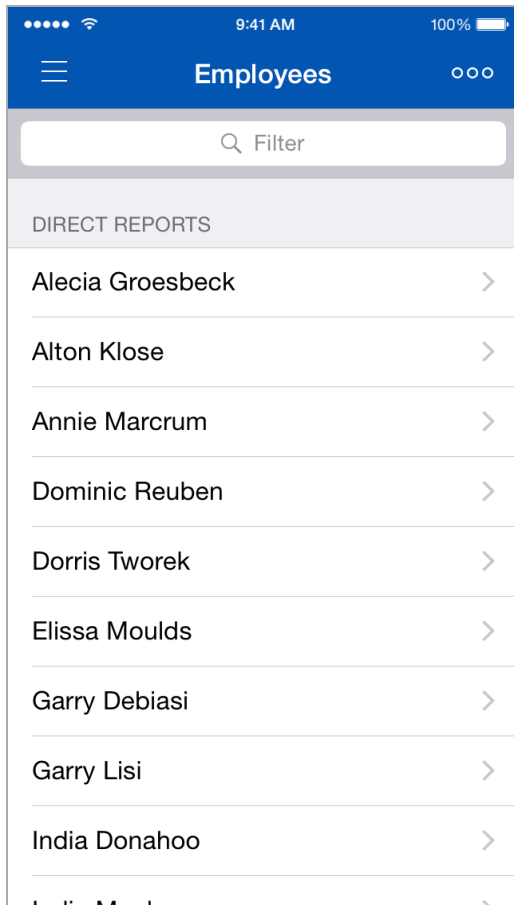 9:41 AM
100%
Employees
Filter
DIRECT REPORTS
Alecia Groesbeck
Alton Klose
Annie Marcrum
Dominic Reuben
Dorris Tworek
Elissa Moulds
Garry Debiasi
Garry Lisi
India Donahoo